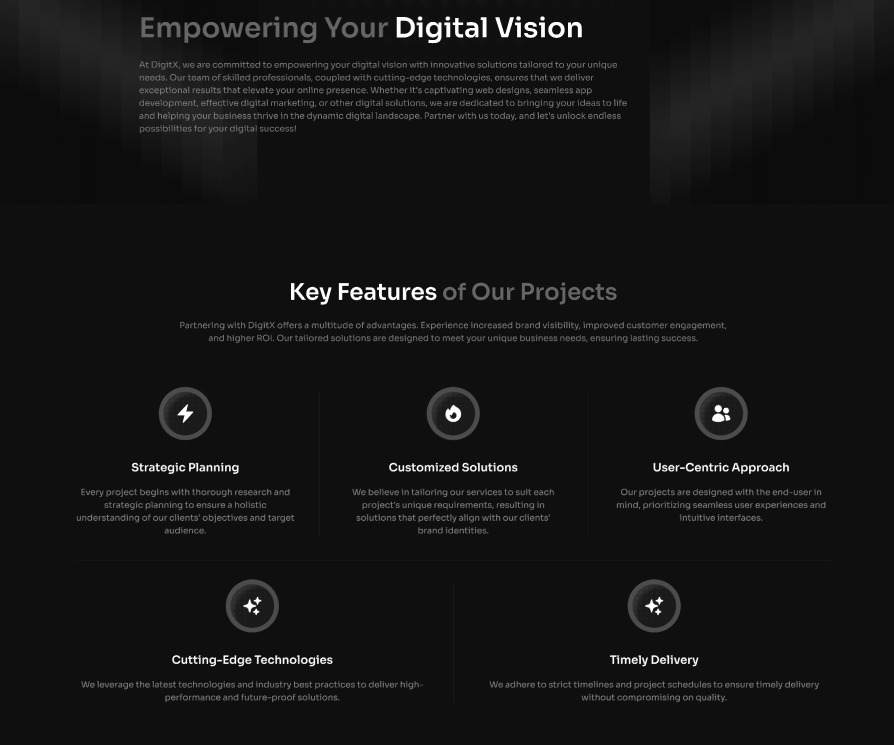 Empowering Your Digital Vision
At DigitX, we are committed to empowering your digital vision with innovative solutions tailored to your unique
needs. Our team of skilled professionals, coupled with cutting-edge technologies, ensures that we deliver
exceptional results that elevate your online presence. Whether it's captivating web designs, seamless app
development, effective digital marketing, or other digital solutions, we are dedicated to bringing your ideas to life
and helping your business thrive in the dynamic digital landscape. Partner with us today, and let's unlock endless
possibilities for your digital success!
Key Features of Our Projects
Partnering with DigitX offers a multitude of advantages. Experience increased brand visibility, improved customer engagement,
and higher ROI. Our tailored solutions are designed to meet your unique business needs, ensuring lasting success.
Strategic Planning
Every project begins with thorough research and
strategic planning to ensure a holistic
understanding of our clients' objectives and target
audience.
Customized Solutions
We believe in tailoring our services to suit each
project's unique requirements, resulting in
solutions that perfectly align with our clients'
brand identities.
User-Centric Approach
Our projects are designed with the end-user in
mind, prioritizing seamless user experiences and
intuitive interfaces.
Cutting-Edge Technologies
We leverage the latest technologies and industry best practices to deliver high-
performance and future-proof solutions.
Timely Delivery
We adhere to strict timelines and project schedules to ensure timely delivery
without compromising on quality.